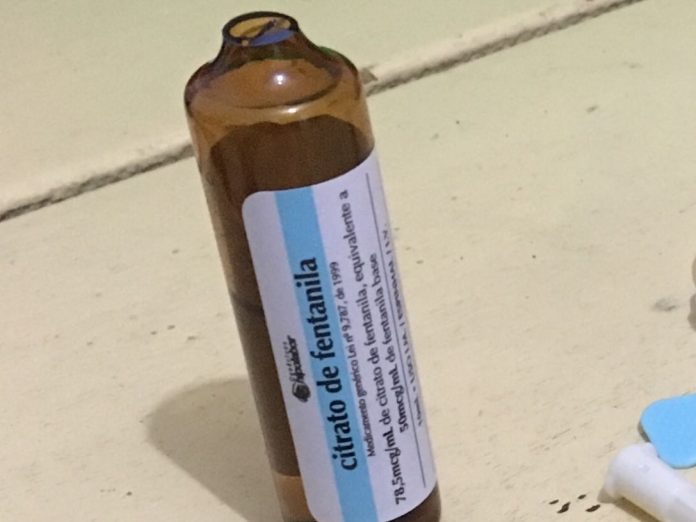 Hipolabor
citrato de fentanila
Medicamento genérico Lei nº 9.787, de 1999
78,5mcg/mL de citrato de fentanila, equivalente a
50mcg/mL de fentanila base